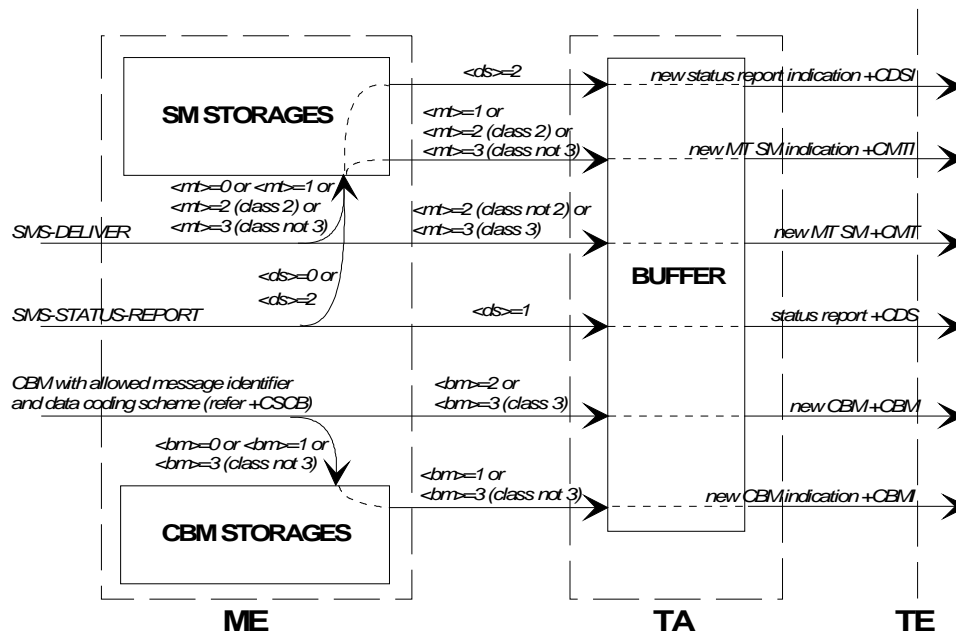 <ds>=2
new status report indication +CDSI
SM STORAGES
<mt>=1 or
<mt>=2 (class 2) or
<mt>=3 (class not 3)
new MT SM indication +CMTI
<mt>=0 or <mt>=1 or
<mt>=2 (class 2) or
<mt>=3 (class not 3)
<mt>=2 (class not 2) or
<mt>=3 (class 3)
SMS-DELIVER
new MT SM +CMT
BUFFER
<ds>=0 or
<ds>=2
SMS-STATUS-REPORT
<ds>=1
status report +CDS
CBM with allowed message identifier
and data coding scheme (refer +CSCB)
<bm>=2 or
<bm>=3 (class 3)
new CBM +CBM
<bm>=0 or <bm>=1 or
<bm>=3 (class not 3)
<bm>=1 or
<bm>=3 (class not 3)
new CBM indication +CBMI
CBM STORAGES
ME
TA
TE